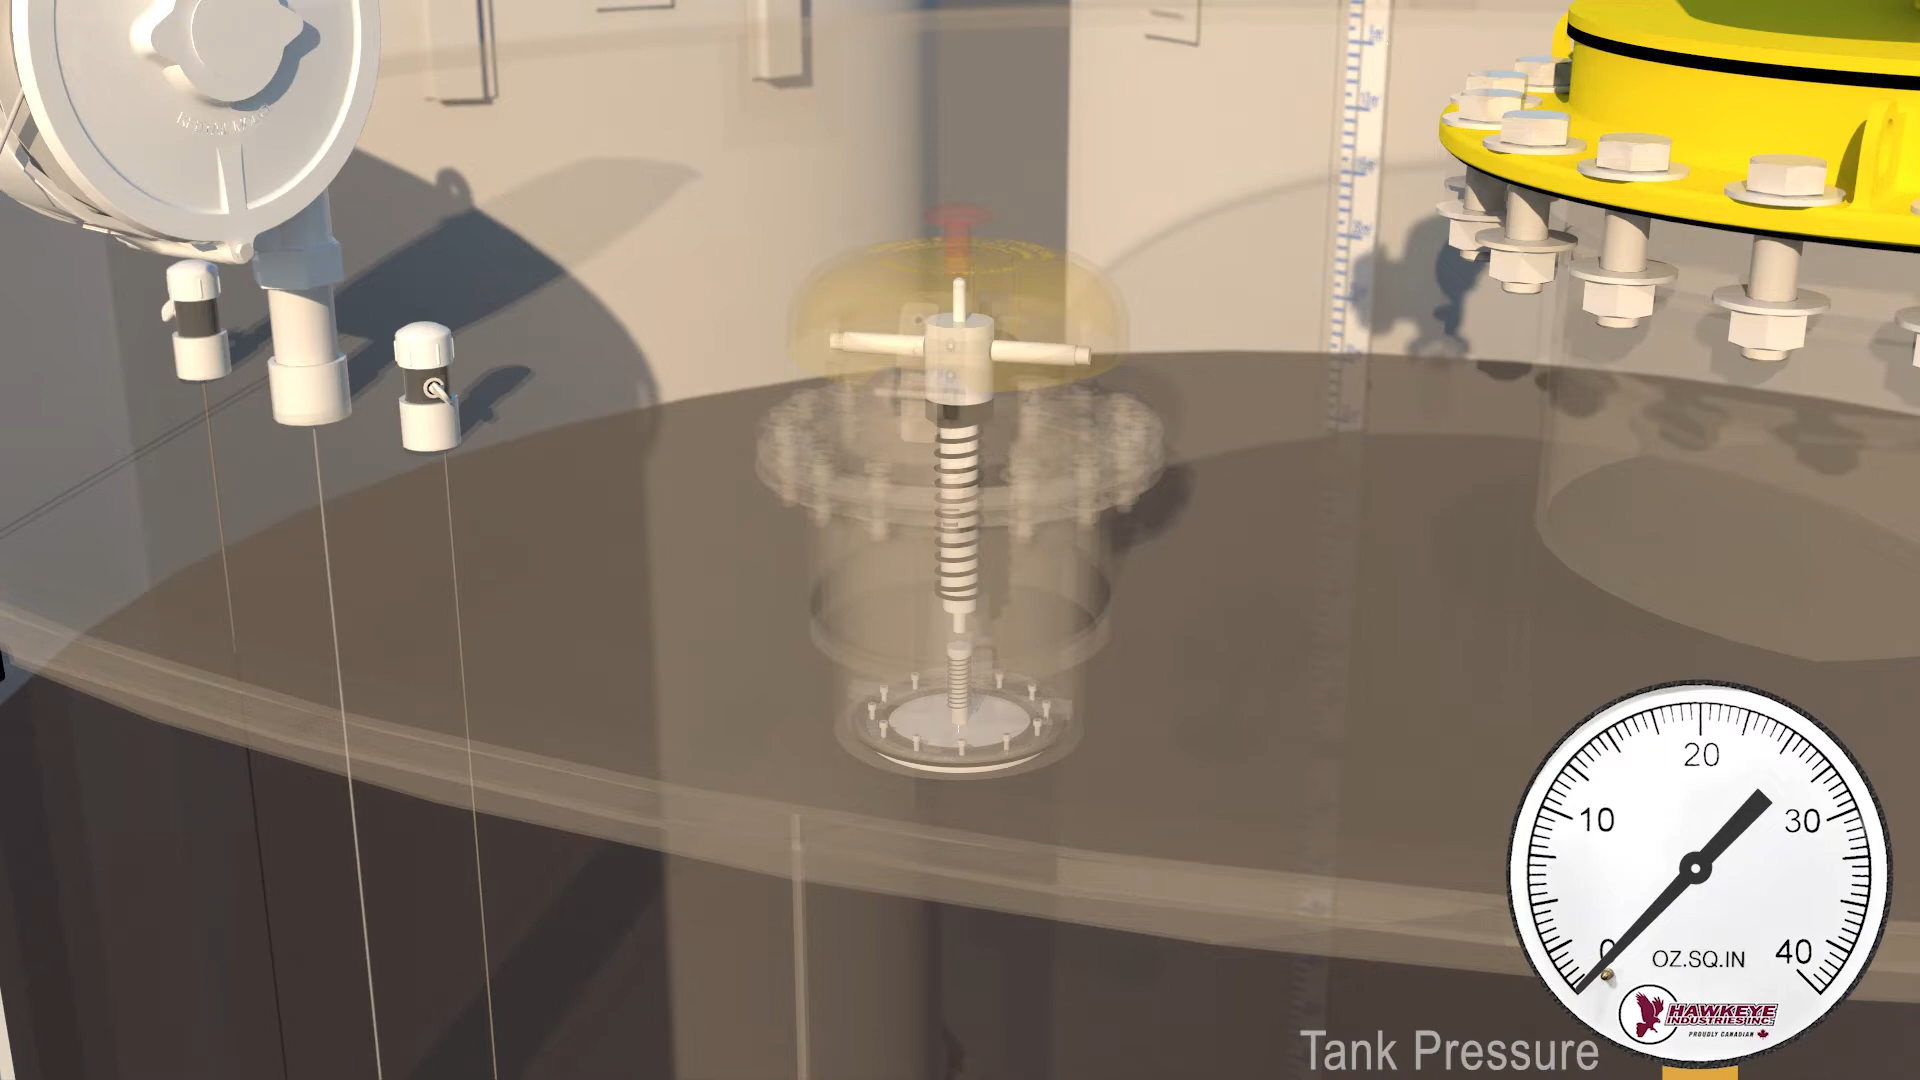 20
10
30
0
40
OZ.SQ.IN
HAWKEYE
INDUSTRIES INC.
PROUDLY CANADIAN
Tank Pressure